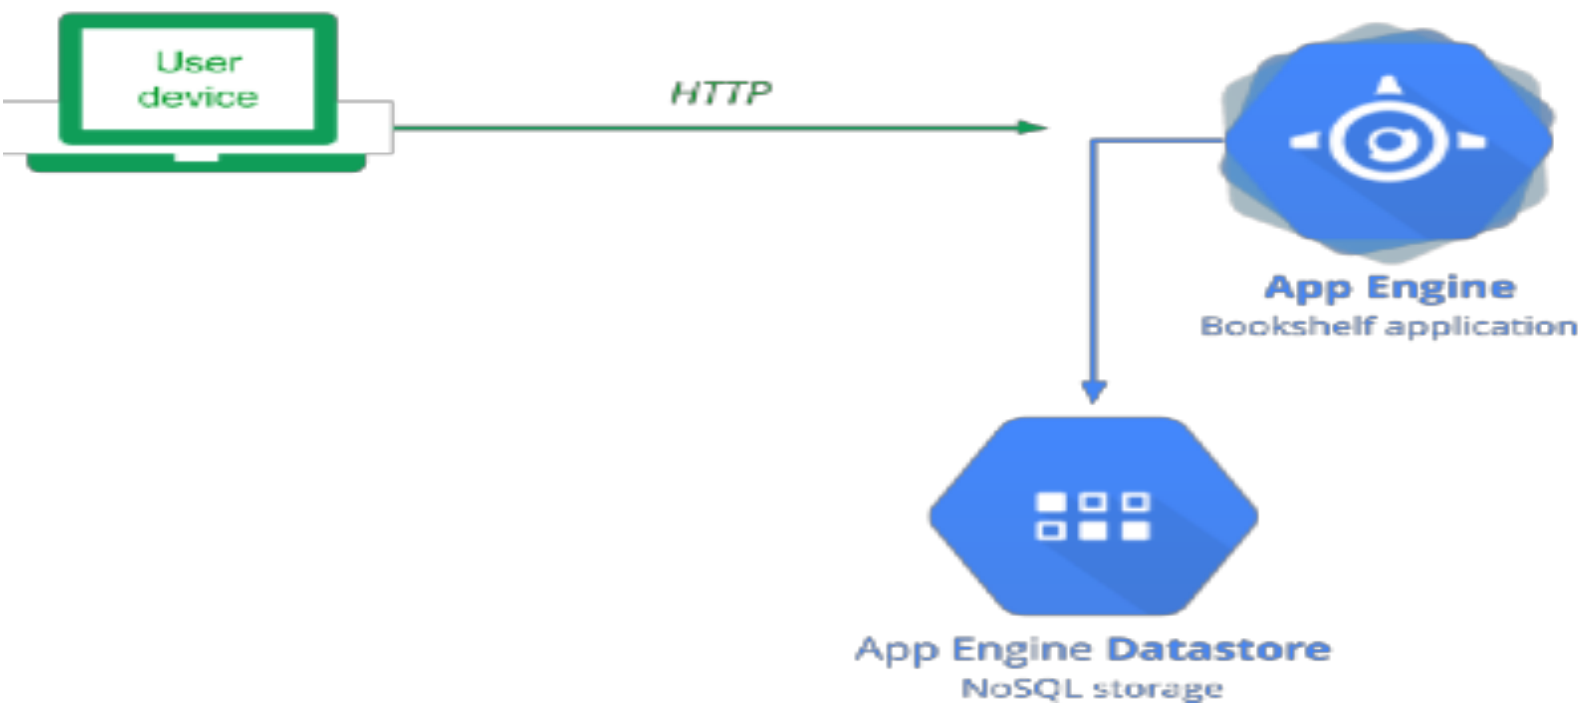 User
device
HTTP
App Engine
Bookshelf application
App Engine Datastore
NoSQL storage